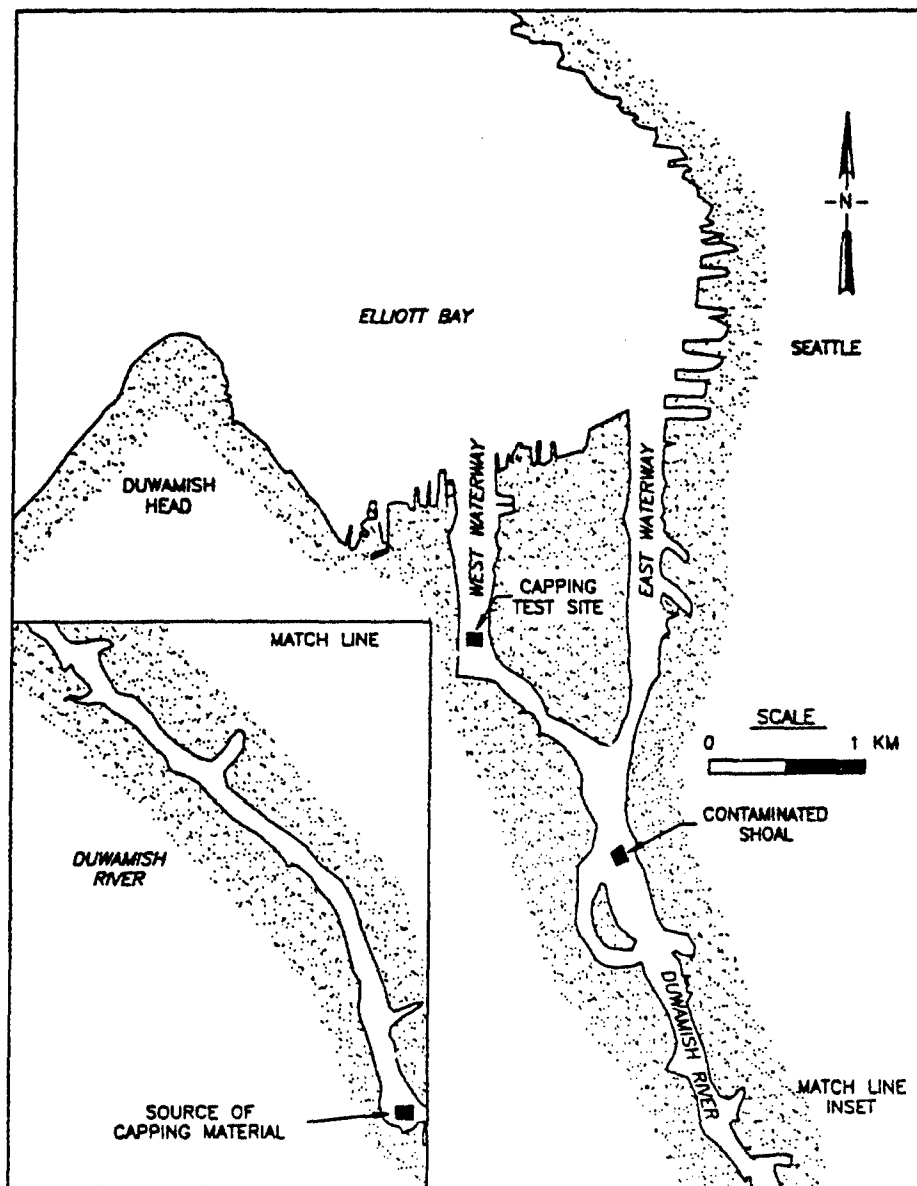 -N-
ELLIOTT BAY
SEATTLE
DUWAMISH
HEAD
WEST WATERWAY
EAST WATERWAY
CAPPING
TEST SITE
MATCH LINE
SCALE
0 1 KM
CONTAMINATED
SHOAL
DUWAMISH
RIVER
DUWAMISH RIVER
MATCH LINE
INSET
SOURCE OF
CAPPING MATERIAL